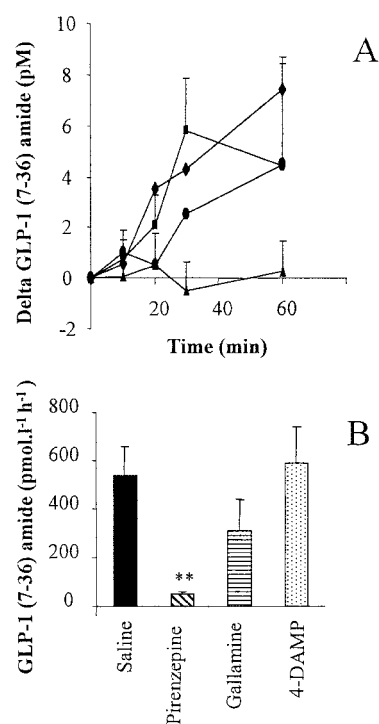 A
Delta GLP-1 (7-36) amide (pM)
10
8
6
4
2
0
-2
20
40
60
80
Time (min)
B
GLP-1 (7-36) amide (pmol.l⁻¹ h⁻¹)
800
600
400
200
0
**
Saline
Pirenzepine
Gallamine
4-DAMP